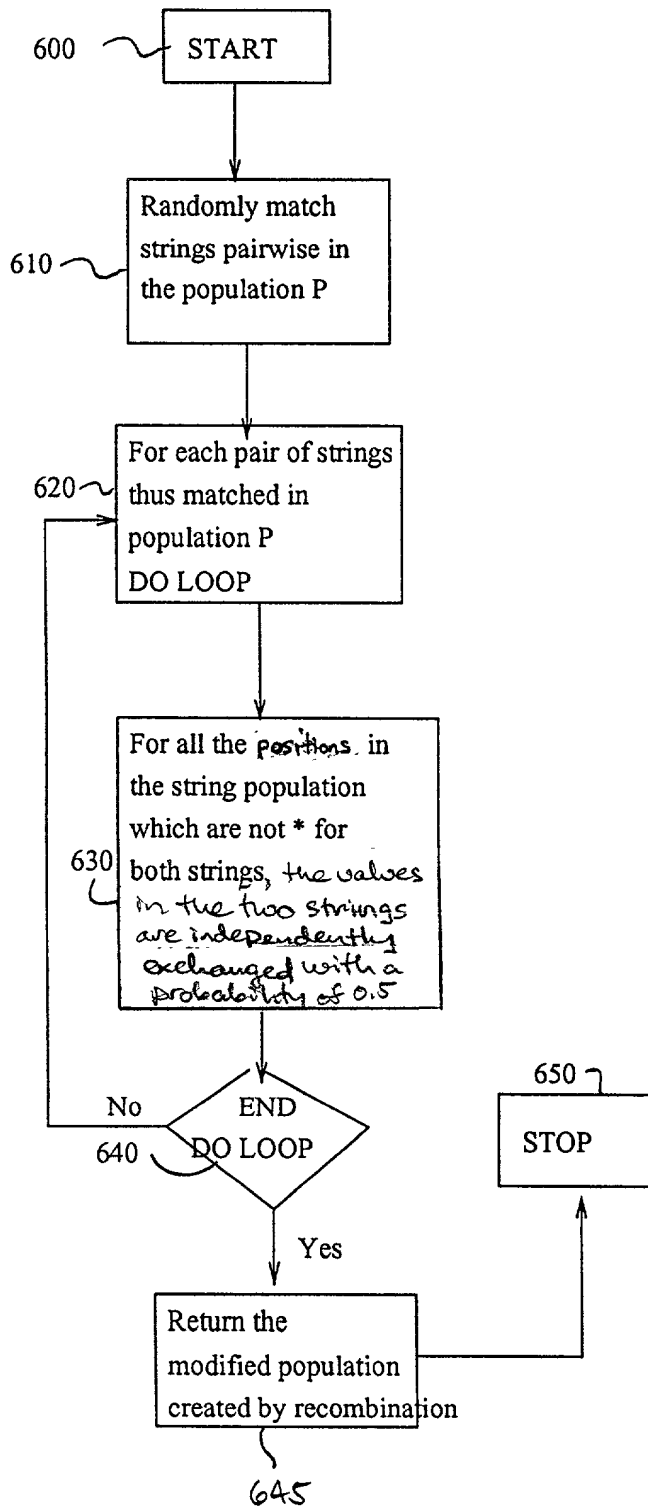 600
START
610
Randomly match
strings pairwise in
the population P
620
For each pair of strings
thus matched in
population P
DO LOOP
630
For all the positions in
the string population
which are not * for
both strings, the values
in the two strings
are independently
exchanged with a
probability of 0.5
No
END
DO LOOP
640
Yes
650
STOP
Return the
modified population
created by recombination
645